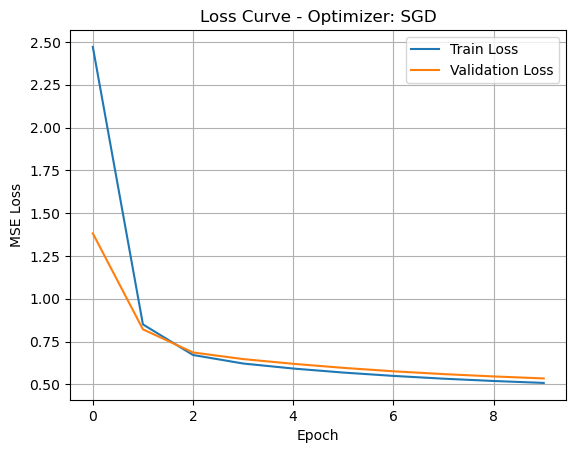 Loss Curve - Optimizer: SGD
Train Loss
Validation Loss
MSE Loss
2.50
2.25
2.00
1.75
1.50
1.25
1.00
0.75
0.50
0 2 4 6 8
Epoch